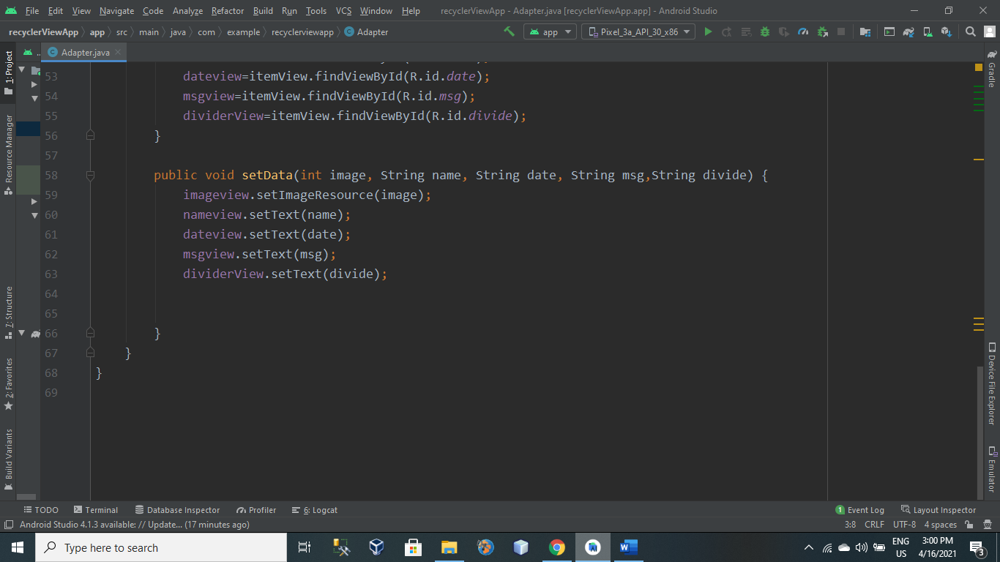 File Edit View Navigate Code Analyze Refactor Build Run Tools VCS Window Help recyclerViewApp - Adapter.java [recyclerViewApp.app] - Android Studio
recyclerViewApp app src main java com example recyclerviewapp Adapter app Pixel_3a_API_30_x86
1: Project
Resource Manager
7: Structure
2: Favorites
Build Variants
.. Adapter.java
53 dateview=itemView.findViewById(R.id.date);
54 msgview=itemView.findViewById(R.id.msg);
55 dividerView=itemView.findViewById(R.id.divide);
56 }
57
58 public void setData(int image, String name, String date, String msg,String divide) {
59 imageview.setImageResource(image);
60 nameview.setText(name);
61 dateview.setText(date);
62 msgview.setText(msg);
63 dividerView.setText(divide);
64
65
66 }
67 }
68 }
69
Gradle
Device File Explorer
Emulator
TODO Terminal Database Inspector Profiler 6: Logcat 1 Event Log Layout Inspector
Android Studio 4.1.3 available: // Update... (17 minutes ago) 3:8 CRLF UTF-8 4 spaces
Type here to search ENG 3:00 PM
US 4/16/2021 3